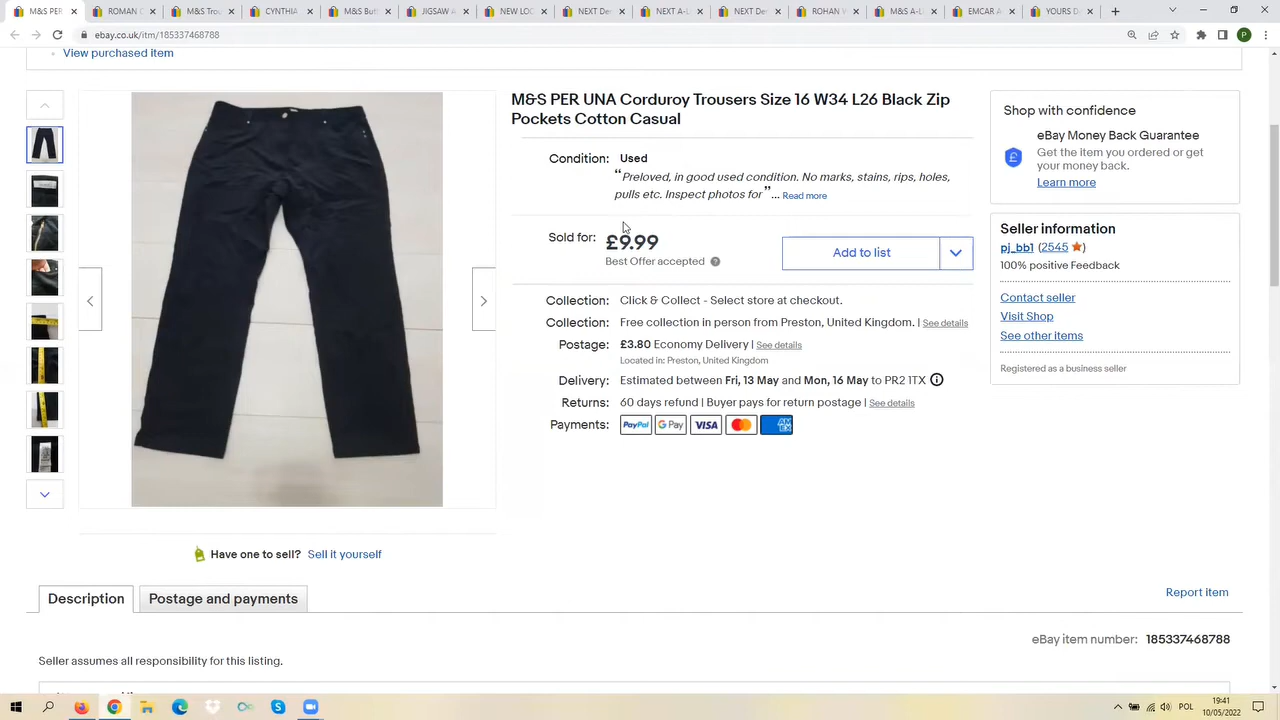 M&S PER
ROMAN D
M&S Trou
CYNTHIA
M&S But
JIGSAW A
NEW LOC
NEXT De
NEXT A-L
NEXT De
ROHAN V
M&S A-L
EMCAR A
YOURS D
ebay.co.uk/itm/185337468788
P
View purchased item
M&S PER UNA Corduroy Trousers Size 16 W34 L26 Black Zip
Pockets Cotton Casual
Condition: Used
“Preloved, in good used condition. No marks, stains, rips, holes,
pulls etc. Inspect photos for ”... Read more
Sold for: £9.99
Best Offer accepted
Add to list
Collection: Click & Collect - Select store at checkout.
Collection: Free collection in person from Preston, United Kingdom. | See details
Postage: £3.80 Economy Delivery | See details
Located in: Preston, United Kingdom
Delivery: Estimated between Fri, 13 May and Mon, 16 May to PR2 1TX
Returns: 60 days refund | Buyer pays for return postage | See details
Payments: PayPal G Pay VISA AMEX
Shop with confidence
eBay Money Back Guarantee
Get the item you ordered or get
your money back.
Learn more
Seller information
pj_bb1 (2545 )
100% positive Feedback
Contact seller
Visit Shop
See other items
Registered as a business seller
Have one to sell? Sell it yourself
Description
Postage and payments
Report item
eBay item number: 185337468788
Seller assumes all responsibility for this listing.
POL
19:41
10/05/2022